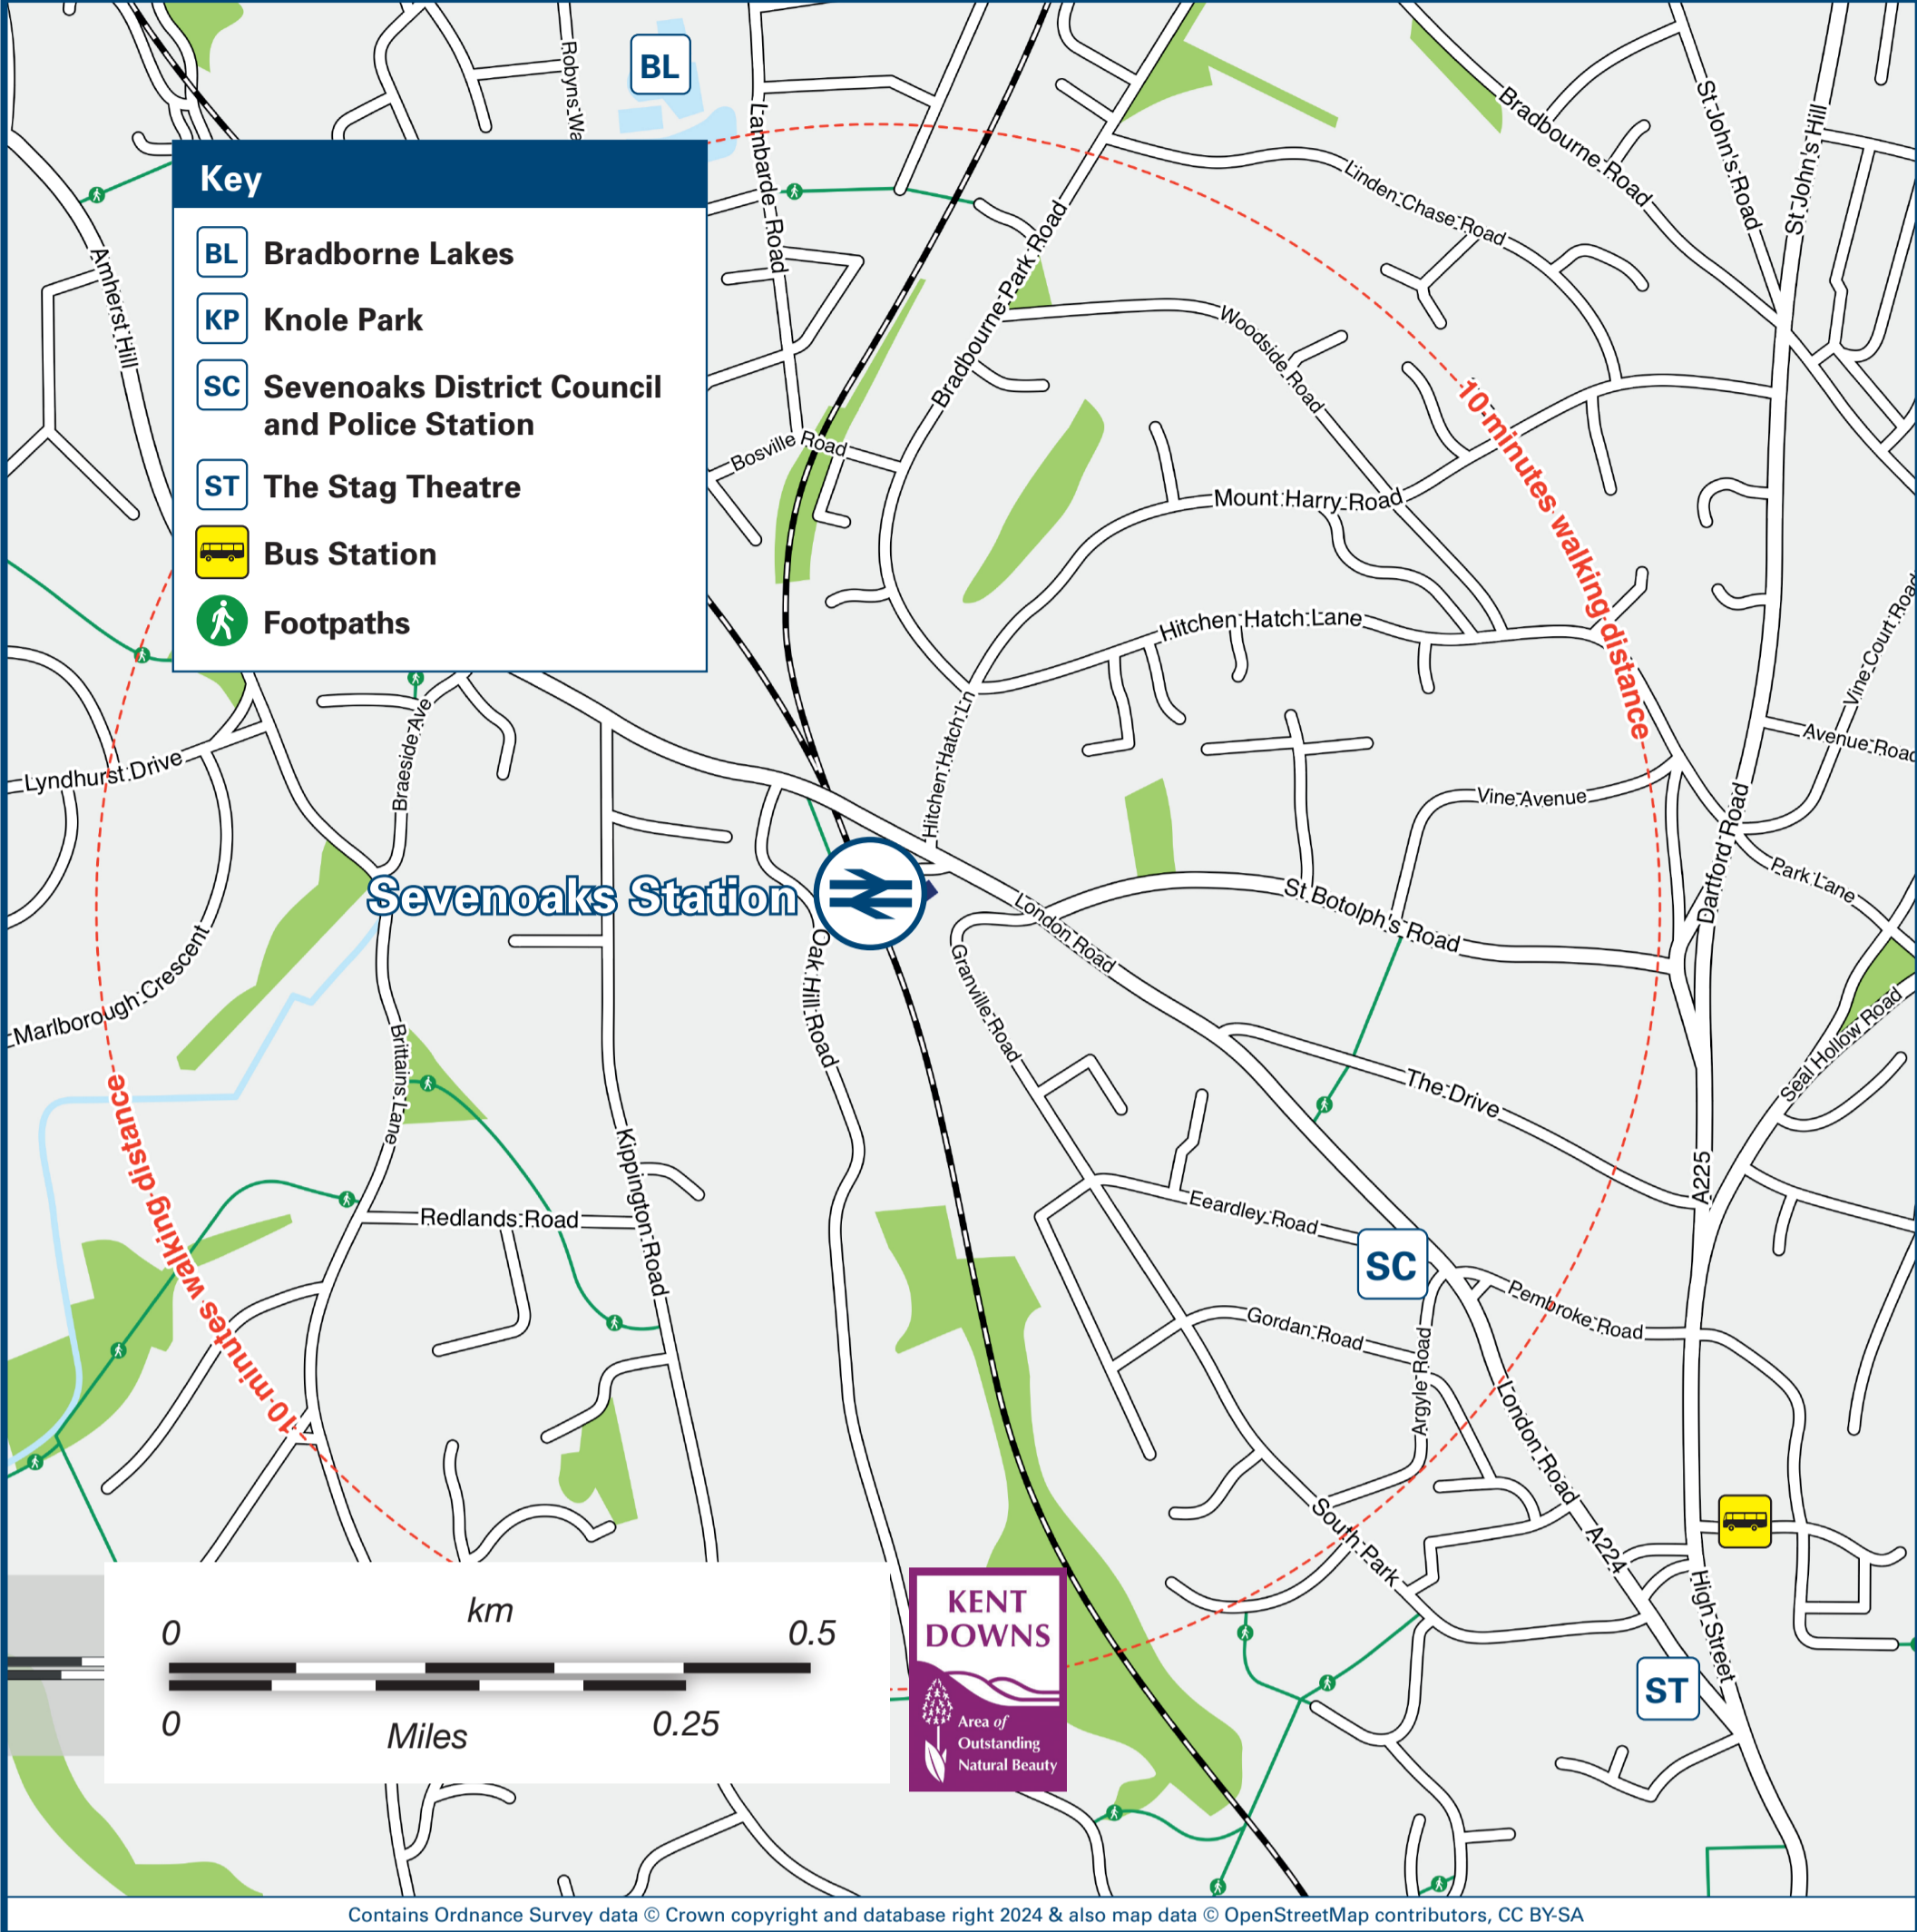 BL
Robyns-Wa
Lambarde-Road
Bradbourne-Park-Road
Linden-Chase-Road
Bradbourne-Road
St-John's-Road
St-John's-Hill
Key
BL Bradborne Lakes
KP Knole Park
SC Sevenoaks District Council
and Police Station
ST The Stag Theatre
Bus Station
Footpaths
Amherst-Hill
Bosville Road
Woodside-Road
Mount-Harry-Road
10-minutes walking-distance
Hitchen-Hatch-Lane
Hitchen-Hatch-Ln
Vine-Court-Road
Avenue-Road
Vine-Avenue
Lyndhurst-Drive
Braeside-Ave
Dartford-Road
Park-Lane
Sevenoaks Station
St-Botolph's-Road
London-Road
Marlborough-Crescent
Oak-Hill-Road
Granville-Road
Seal-Hollow-Road
Brittains-Lane
The-Drive
10-minutes walking-distance
Kippington-Road
Redlands-Road
A225
Eeardley-Road
SC
Pembroke-Road
Gordan-Road
Argyle-Road
London-Road
South-Park
A224
High-Street
ST
km
0 0.5
0 0.25
Miles
KENT
DOWNS
Area of
Outstanding
Natural Beauty
Contains Ordnance Survey data © Crown copyright and database right 2024 & also map data © OpenStreetMap contributors, CC BY-SA